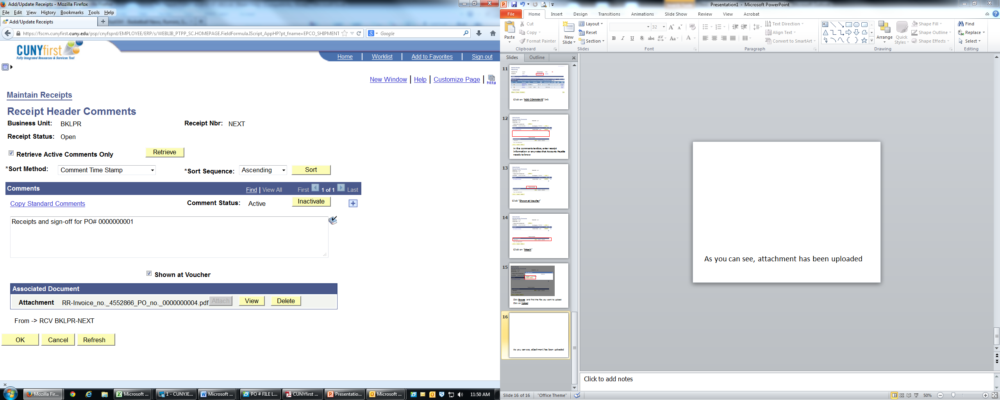 Add/Update Receipts - Mozilla Firefox
File Edit View History Bookmarks Tools Help
Add/Update Receipts
https://fscm.cunyfirst.cuny.edu/psp/cnyfsprd/EMPLOYEE/ERP/s/WEBLIB_PTPP_SC.HOMEPAGE.FieldFormula.IScript_AppHP?pt_fname=EPCO_SHIPMENT
Google
CUNYfirst
Fully Integrated Resources & Services Tool
Home Worklist Add to Favorites Sign out
New Window Help Customize Page http
Maintain Receipts
Receipt Header Comments
Business Unit: BKLPR Receipt Nbr: NEXT
Receipt Status: Open
Retrieve Active Comments Only Retrieve
*Sort Method: Comment Time Stamp *Sort Sequence: Ascending Sort
Comments Find | View All First 1 of 1 Last
Copy Standard Comments Comment Status: Active Inactivate
Receipts and sign-off for PO# 0000000001
Shown at Voucher
Associated Document
Attachment RR-Invoice_no._4552866_PO_no._0000000004.pdf Attach View Delete
From -> RCV BKLPR-NEXT
OK Cancel Refresh
Mozilla Fir... Microsoft ... 1 - CUNYJE... Microsoft ... PO # FILE L... CUNYfirst ... Presentatio... Microsoft ... 11:50 AM
Presentation1 - Microsoft PowerPoint
File Home Insert Design Transitions Animations Slide Show Review View Acrobat
Paste Cut Copy Format Painter Clipboard
New Slide Layout Reset Section Slides
32 B I U S abc AV Aa A Font
Text Direction Align Text Convert to SmartArt Paragraph
Arrange Quick Styles Shape Fill Shape Outline Shape Effects Drawing
Find Replace Select Editing
Slides Outline
11
Click on "ADD COMMENTS" link
12
In the comments textbox, enter receipt
information or any notes that Accounts Payable
needs to know
13
Click "Shown at Voucher"
14
Click on "Attach"
15
Click Browse and find the file you want to upload
Click on Upload
16
As you can see, attachment has been uploaded
As you can see, attachment has been uploaded
Click to add notes
Slide 16 of 16 "Office Theme" 50%